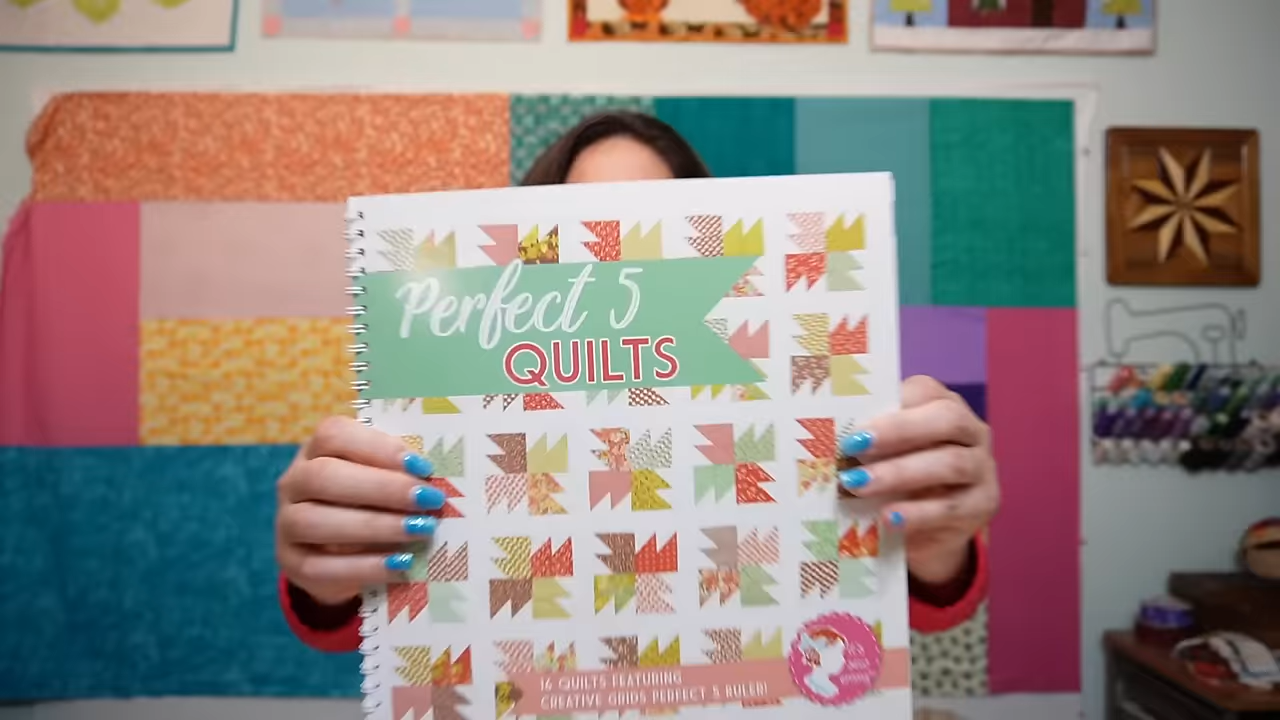 Perfect 5
QUILTS
16 QUILTS FEATURING
CREATIVE GRIDS PERFECT 5 RULER!